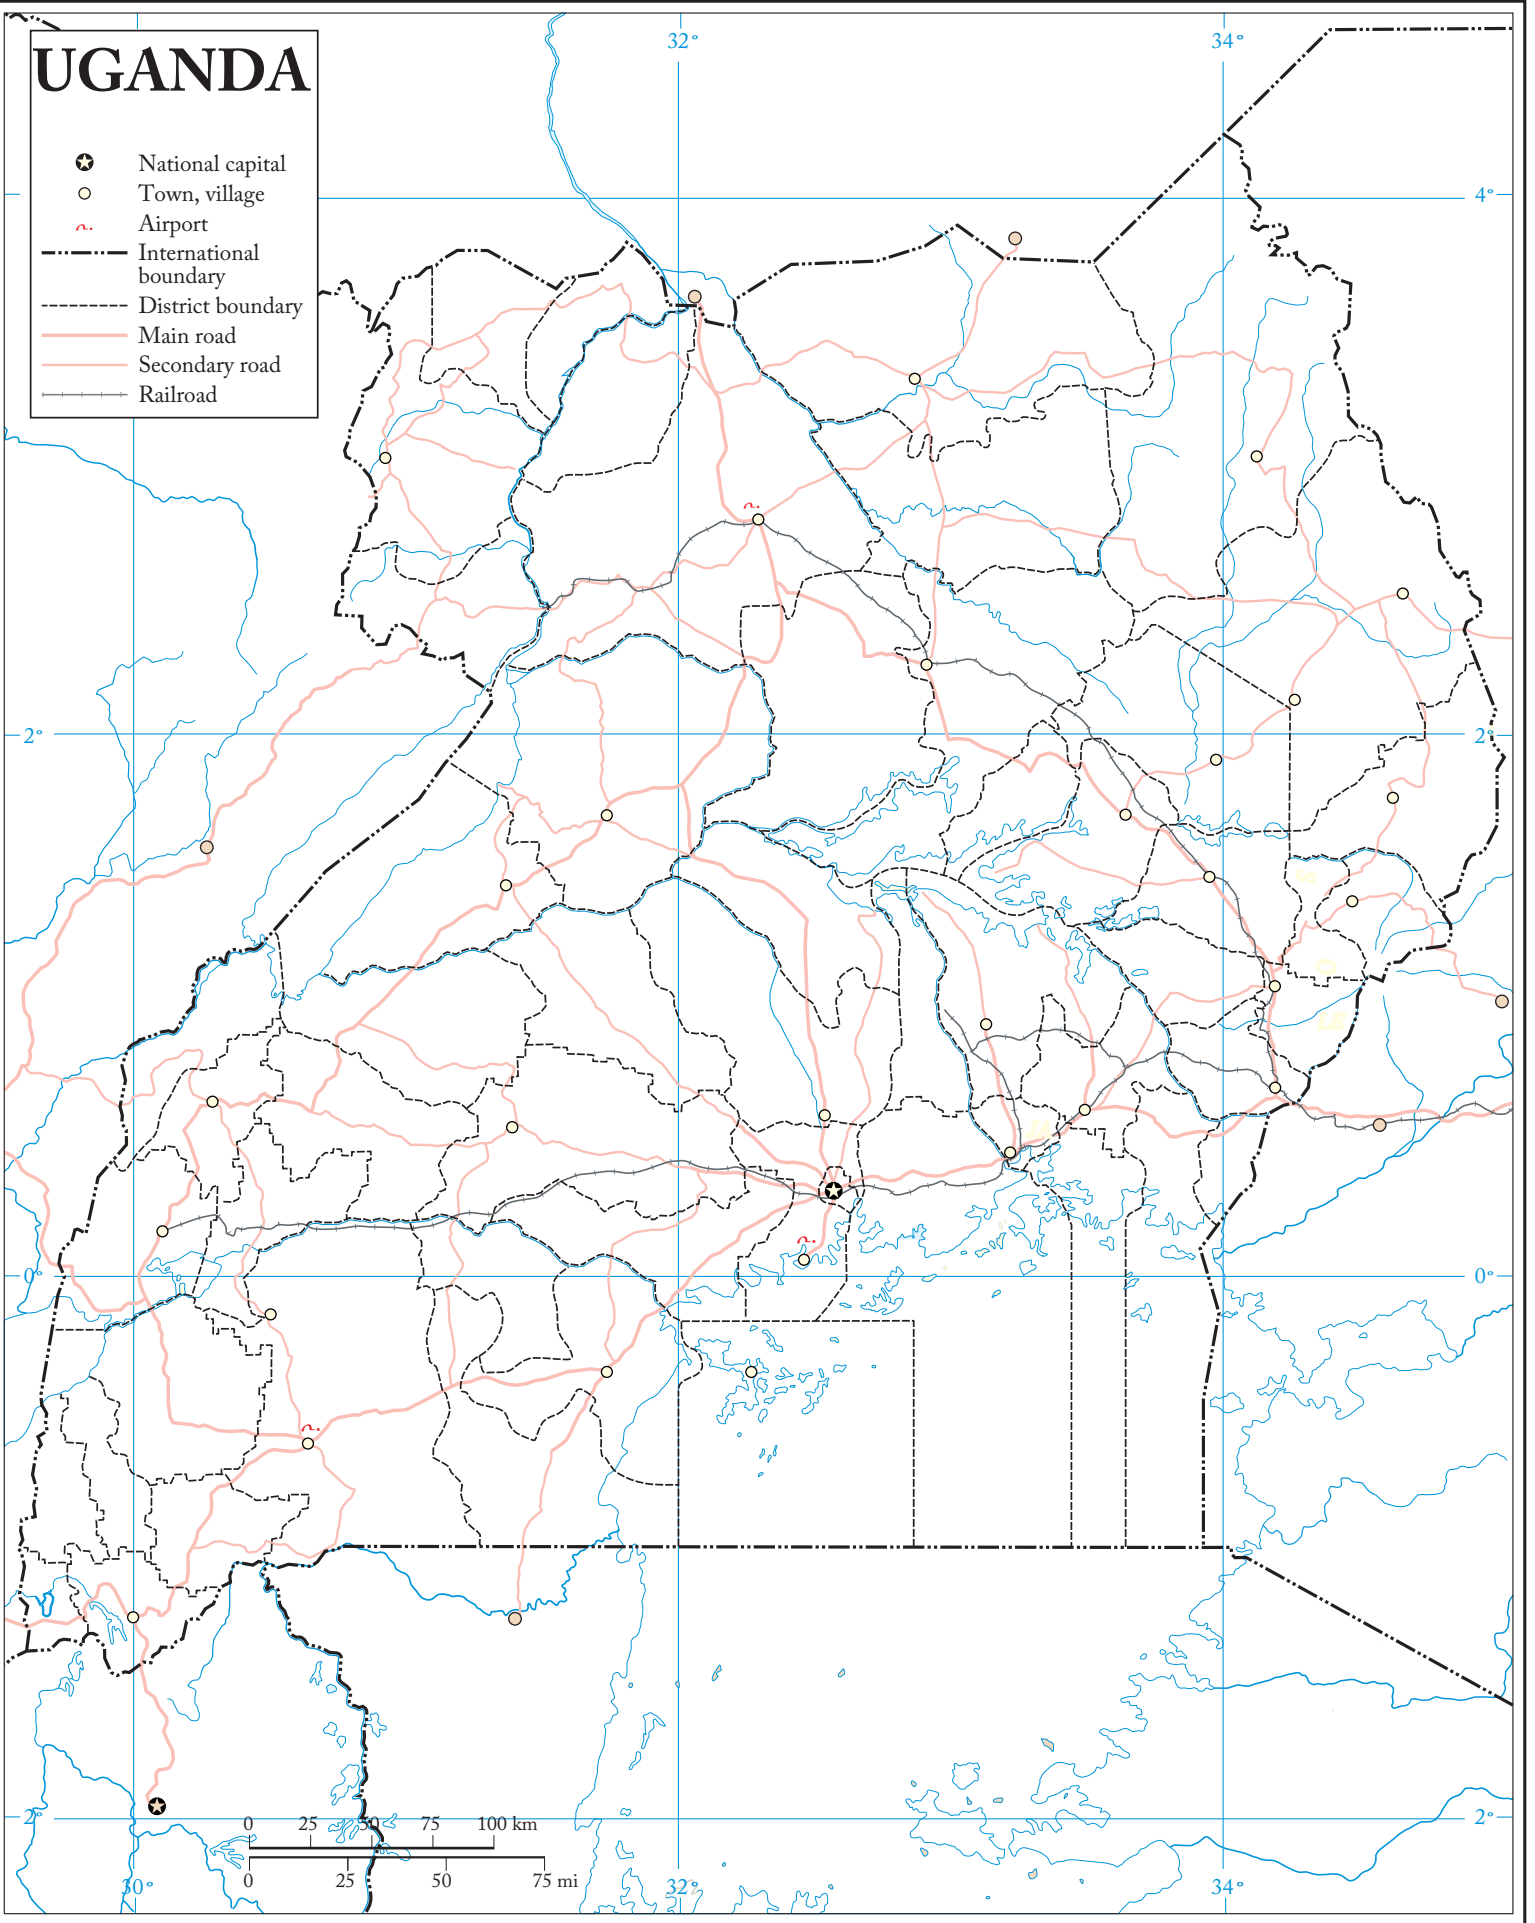 32°
34°
UGANDA
National capital
Town, village
Airport
International
boundary
District boundary
Main road
Secondary road
Railroad
4°
2°
2°
0°
0°
2°
2°
0 25 50 75 100 km
0 25 50 75 mi
30°
32°
34°